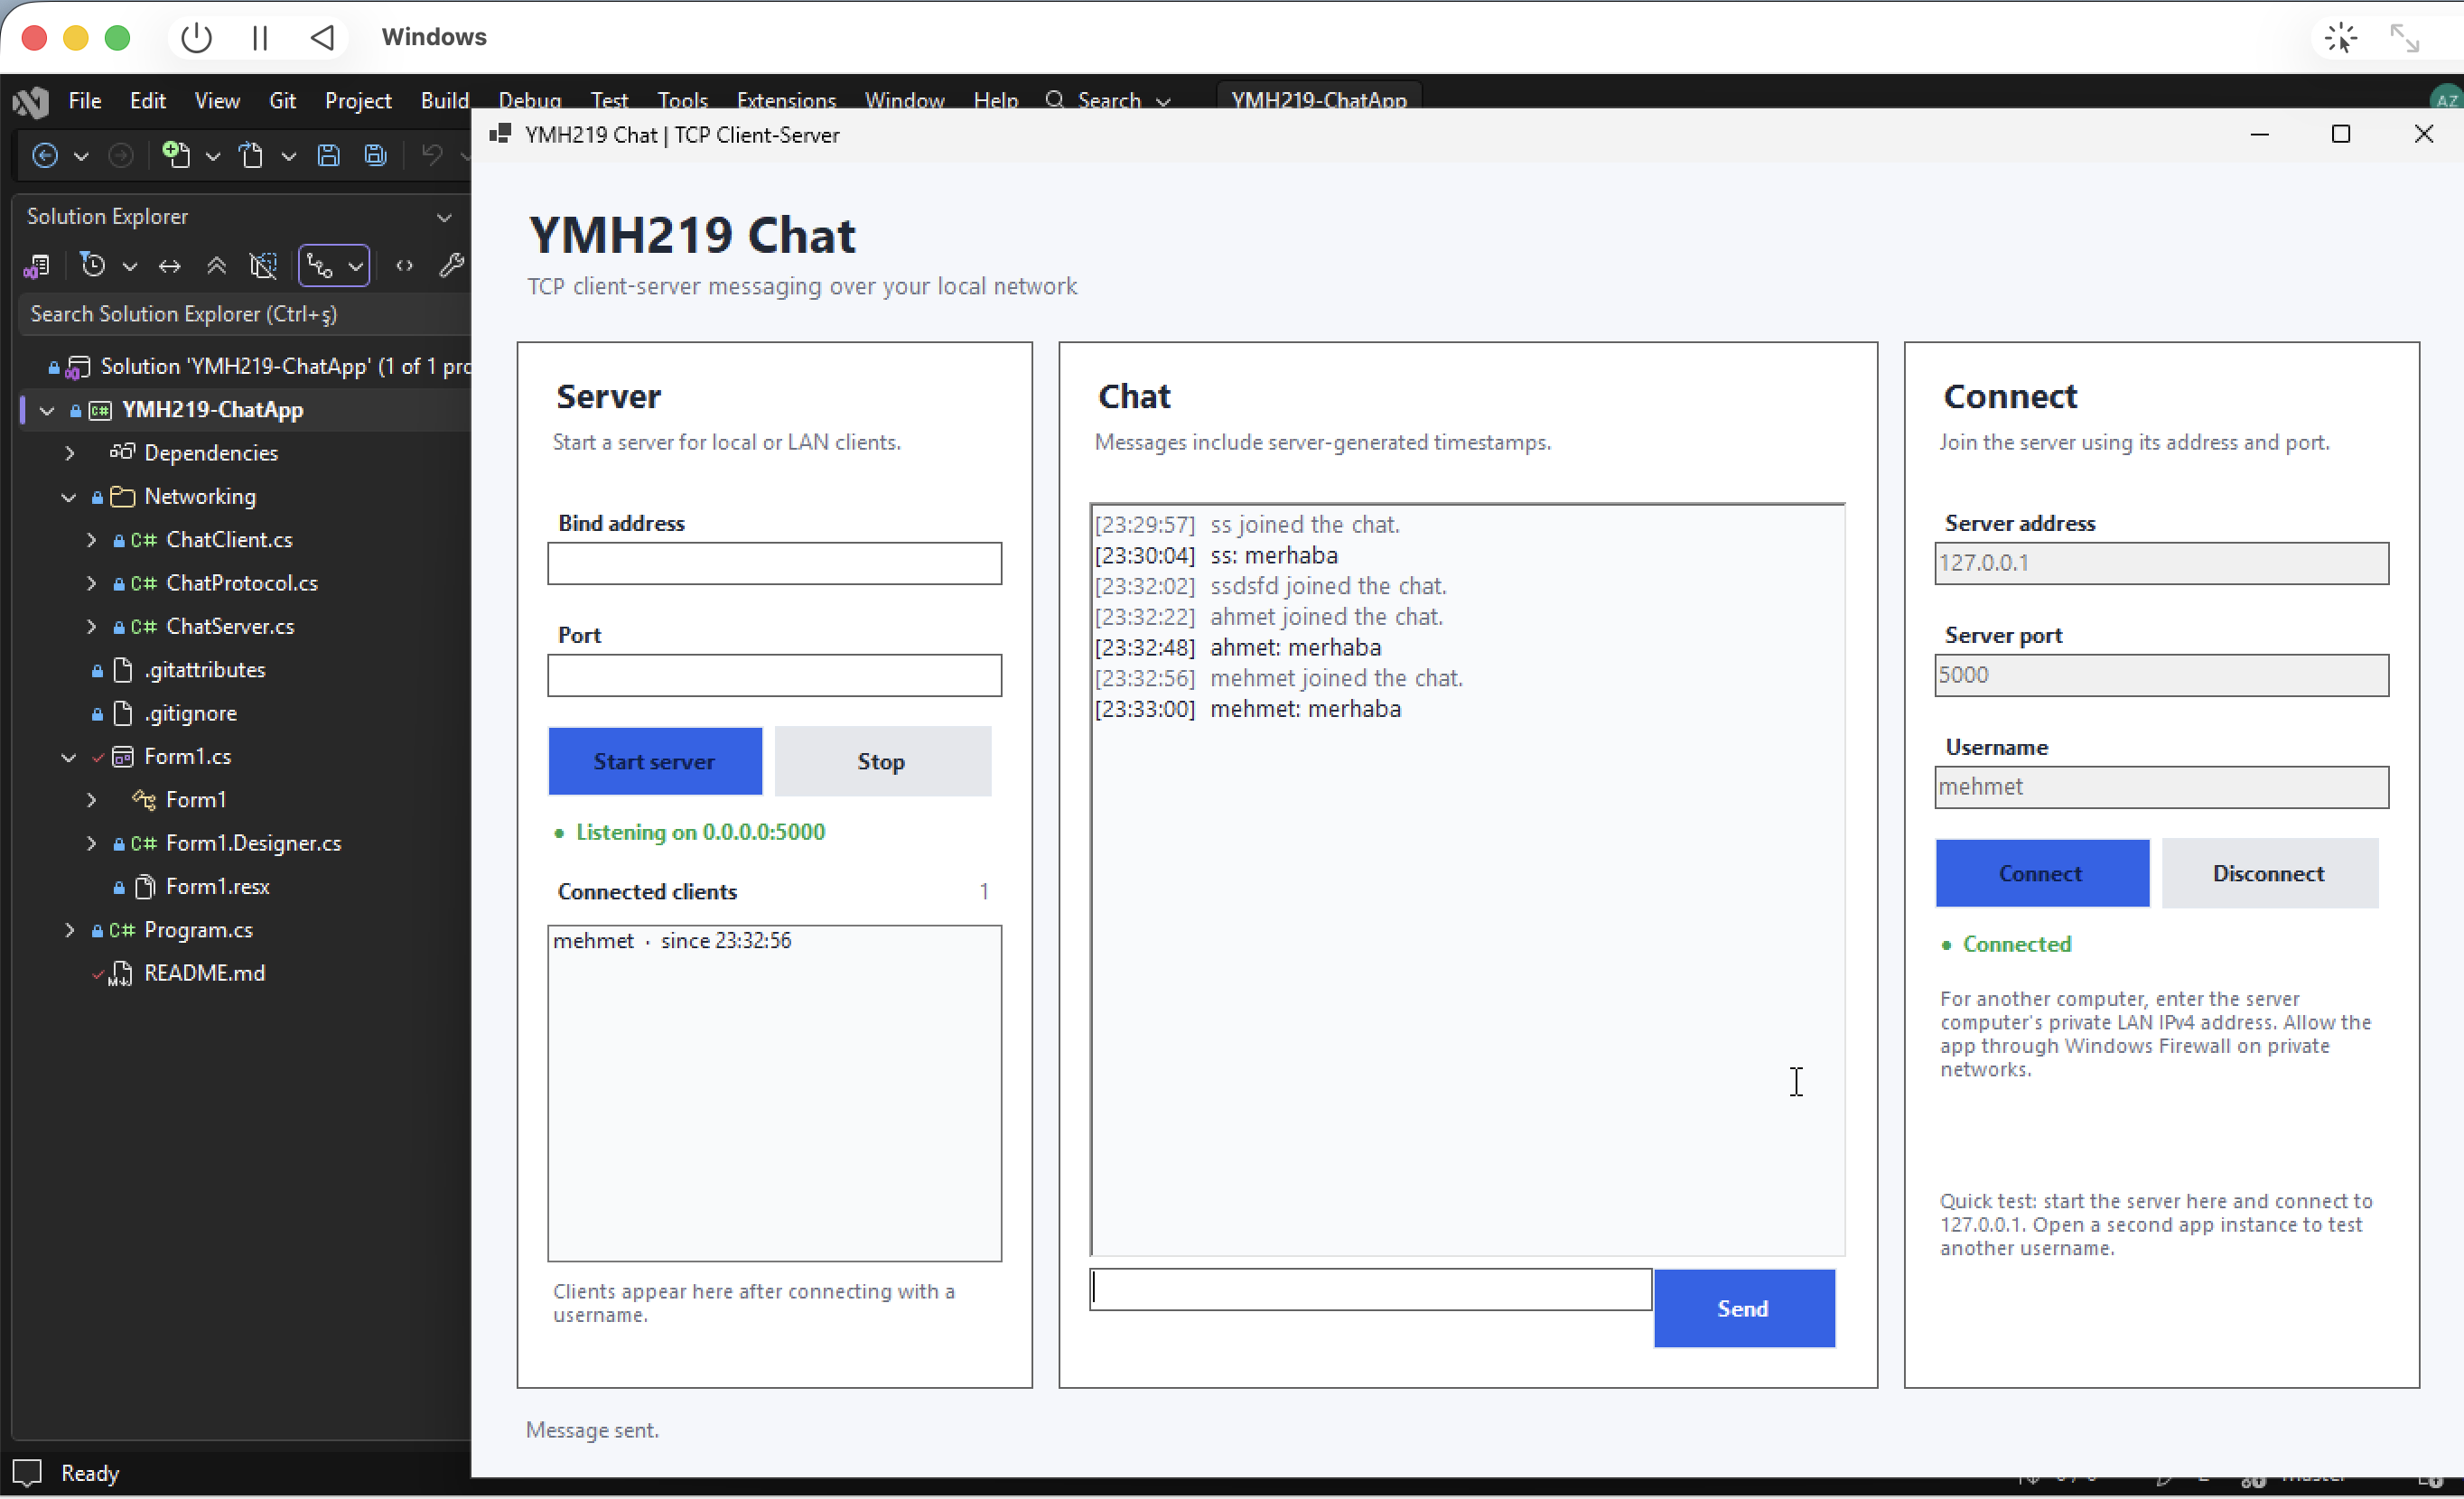 Windows
File Edit View Git Project Build Debug Test Tools Extensions Window Help Search YMH219-ChatApp
AZ
YMH219 Chat | TCP Client-Server
Solution Explorer
Search Solution Explorer (Ctrl+ş)
Solution 'YMH219-ChatApp' (1 of 1 pro
C# YMH219-ChatApp
Dependencies
Networking
C# ChatClient.cs
C# ChatProtocol.cs
C# ChatServer.cs
.gitattributes
.gitignore
Form1.cs
Form1
C# Form1.Designer.cs
Form1.resx
C# Program.cs
M↓ README.md
Ready
YMH219 Chat
TCP client-server messaging over your local network
Server
Start a server for local or LAN clients.
Bind address
Port
Start server Stop
Listening on 0.0.0.0:5000
Connected clients 1
mehmet · since 23:32:56
Clients appear here after connecting with a
username.
Chat
Messages include server-generated timestamps.
[23:29:57] ss joined the chat.
[23:30:04] ss: merhaba
[23:32:02] ssdsfd joined the chat.
[23:32:22] ahmet joined the chat.
[23:32:48] ahmet: merhaba
[23:32:56] mehmet joined the chat.
[23:33:00] mehmet: merhaba
Send
Connect
Join the server using its address and port.
Server address
127.0.0.1
Server port
5000
Username
mehmet
Connect Disconnect
Connected
For another computer, enter the server
computer's private LAN IPv4 address. Allow the
app through Windows Firewall on private
networks.
Quick test: start the server here and connect to
127.0.0.1. Open a second app instance to test
another username.
Message sent.